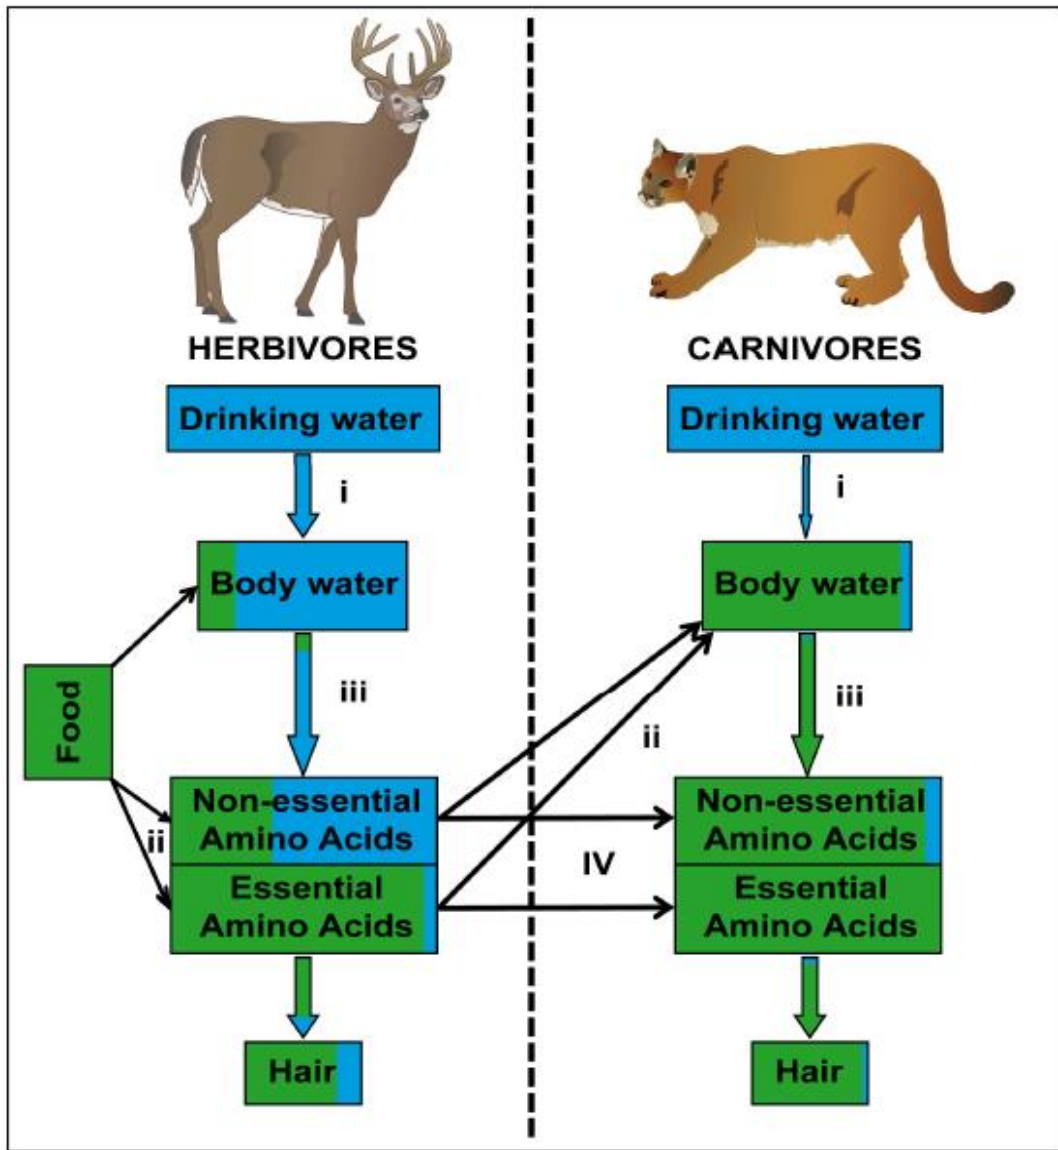 HERBIVORES
CARNIVORES
Drinking water
Drinking water
i
i
Body water
Body water
Food
iii
iii
ii
ii
Non-essential
Amino Acids
Non-essential
Amino Acids
IV
Essential
Amino Acids
Essential
Amino Acids
Hair
Hair